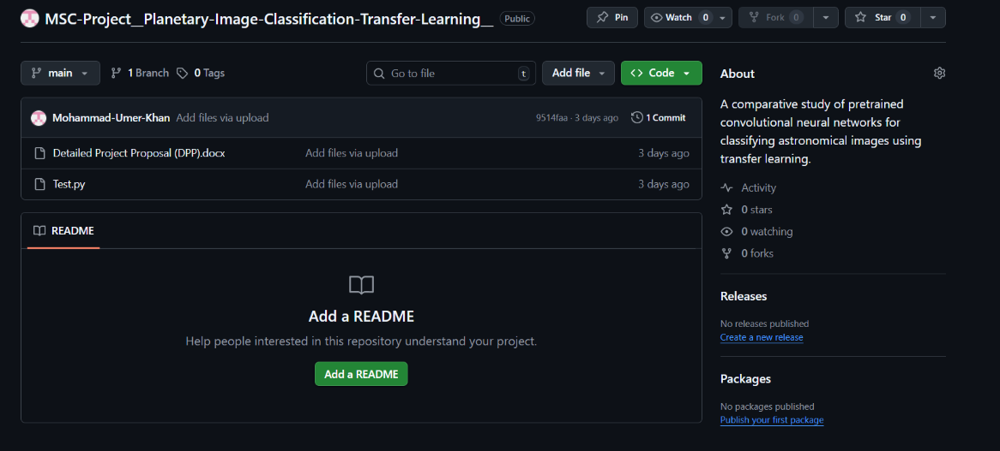 MSC-Project__Planetary-Image-Classification-Transfer-Learning__ Public
Pin Watch 0 Fork 0 Star 0
main 1 Branch 0 Tags Go to file t Add file Code
Mohammad-Umer-Khan Add files via upload 9514faa · 3 days ago 1 Commit
Detailed Project Proposal (DPP).docx Add files via upload 3 days ago
Test.py Add files via upload 3 days ago
README
Add a README
Help people interested in this repository understand your project.
Add a README
About
A comparative study of pretrained
convolutional neural networks for
classifying astronomical images using
transfer learning.
Activity
0 stars
0 watching
0 forks
Releases
No releases published
Create a new release
Packages
No packages published
Publish your first package